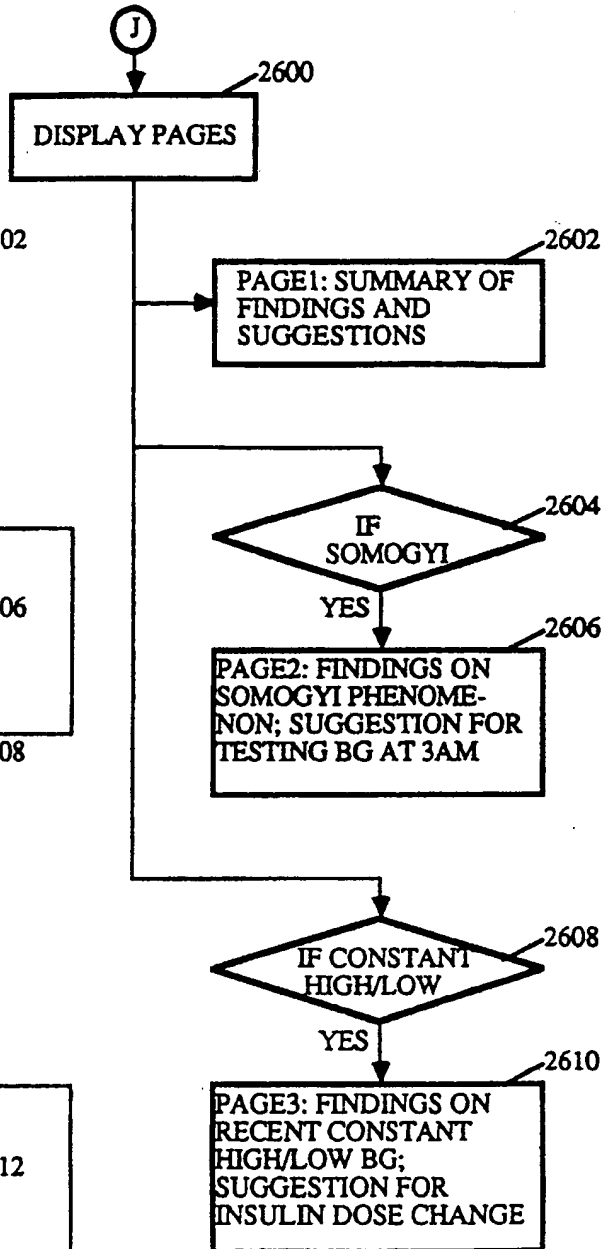 J
2600
DISPLAY PAGES
02
2602
PAGE1: SUMMARY OF
FINDINGS AND
SUGGESTIONS
2604
IF
SOMOGYI
YES
06
2606
PAGE2: FINDINGS ON
SOMOGYI PHENOME-
NON; SUGGESTION FOR
TESTING BG AT 3AM
08
2608
IF CONSTANT
HIGH/LOW
YES
2610
PAGE3: FINDINGS ON
RECENT CONSTANT
HIGH/LOW BG;
SUGGESTION FOR
INSULIN DOSE CHANGE
12